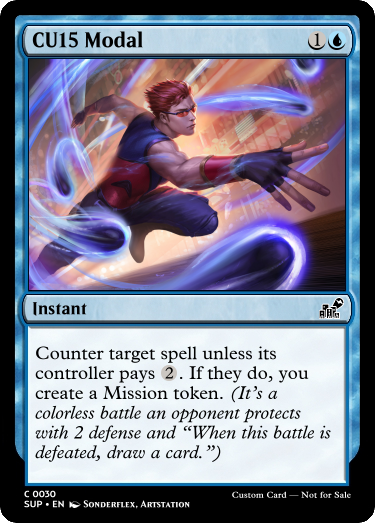 CU15 Modal 1
Instant
Counter target spell unless its
controller pays 2. If they do, you
create a Mission token. (It's a
colorless battle an opponent protects
with 2 defense and “When this battle is
defeated, draw a card.”)
C 0030
SUP • EN SONDERFLEX, ARTSTATION
Custom Card — Not for Sale